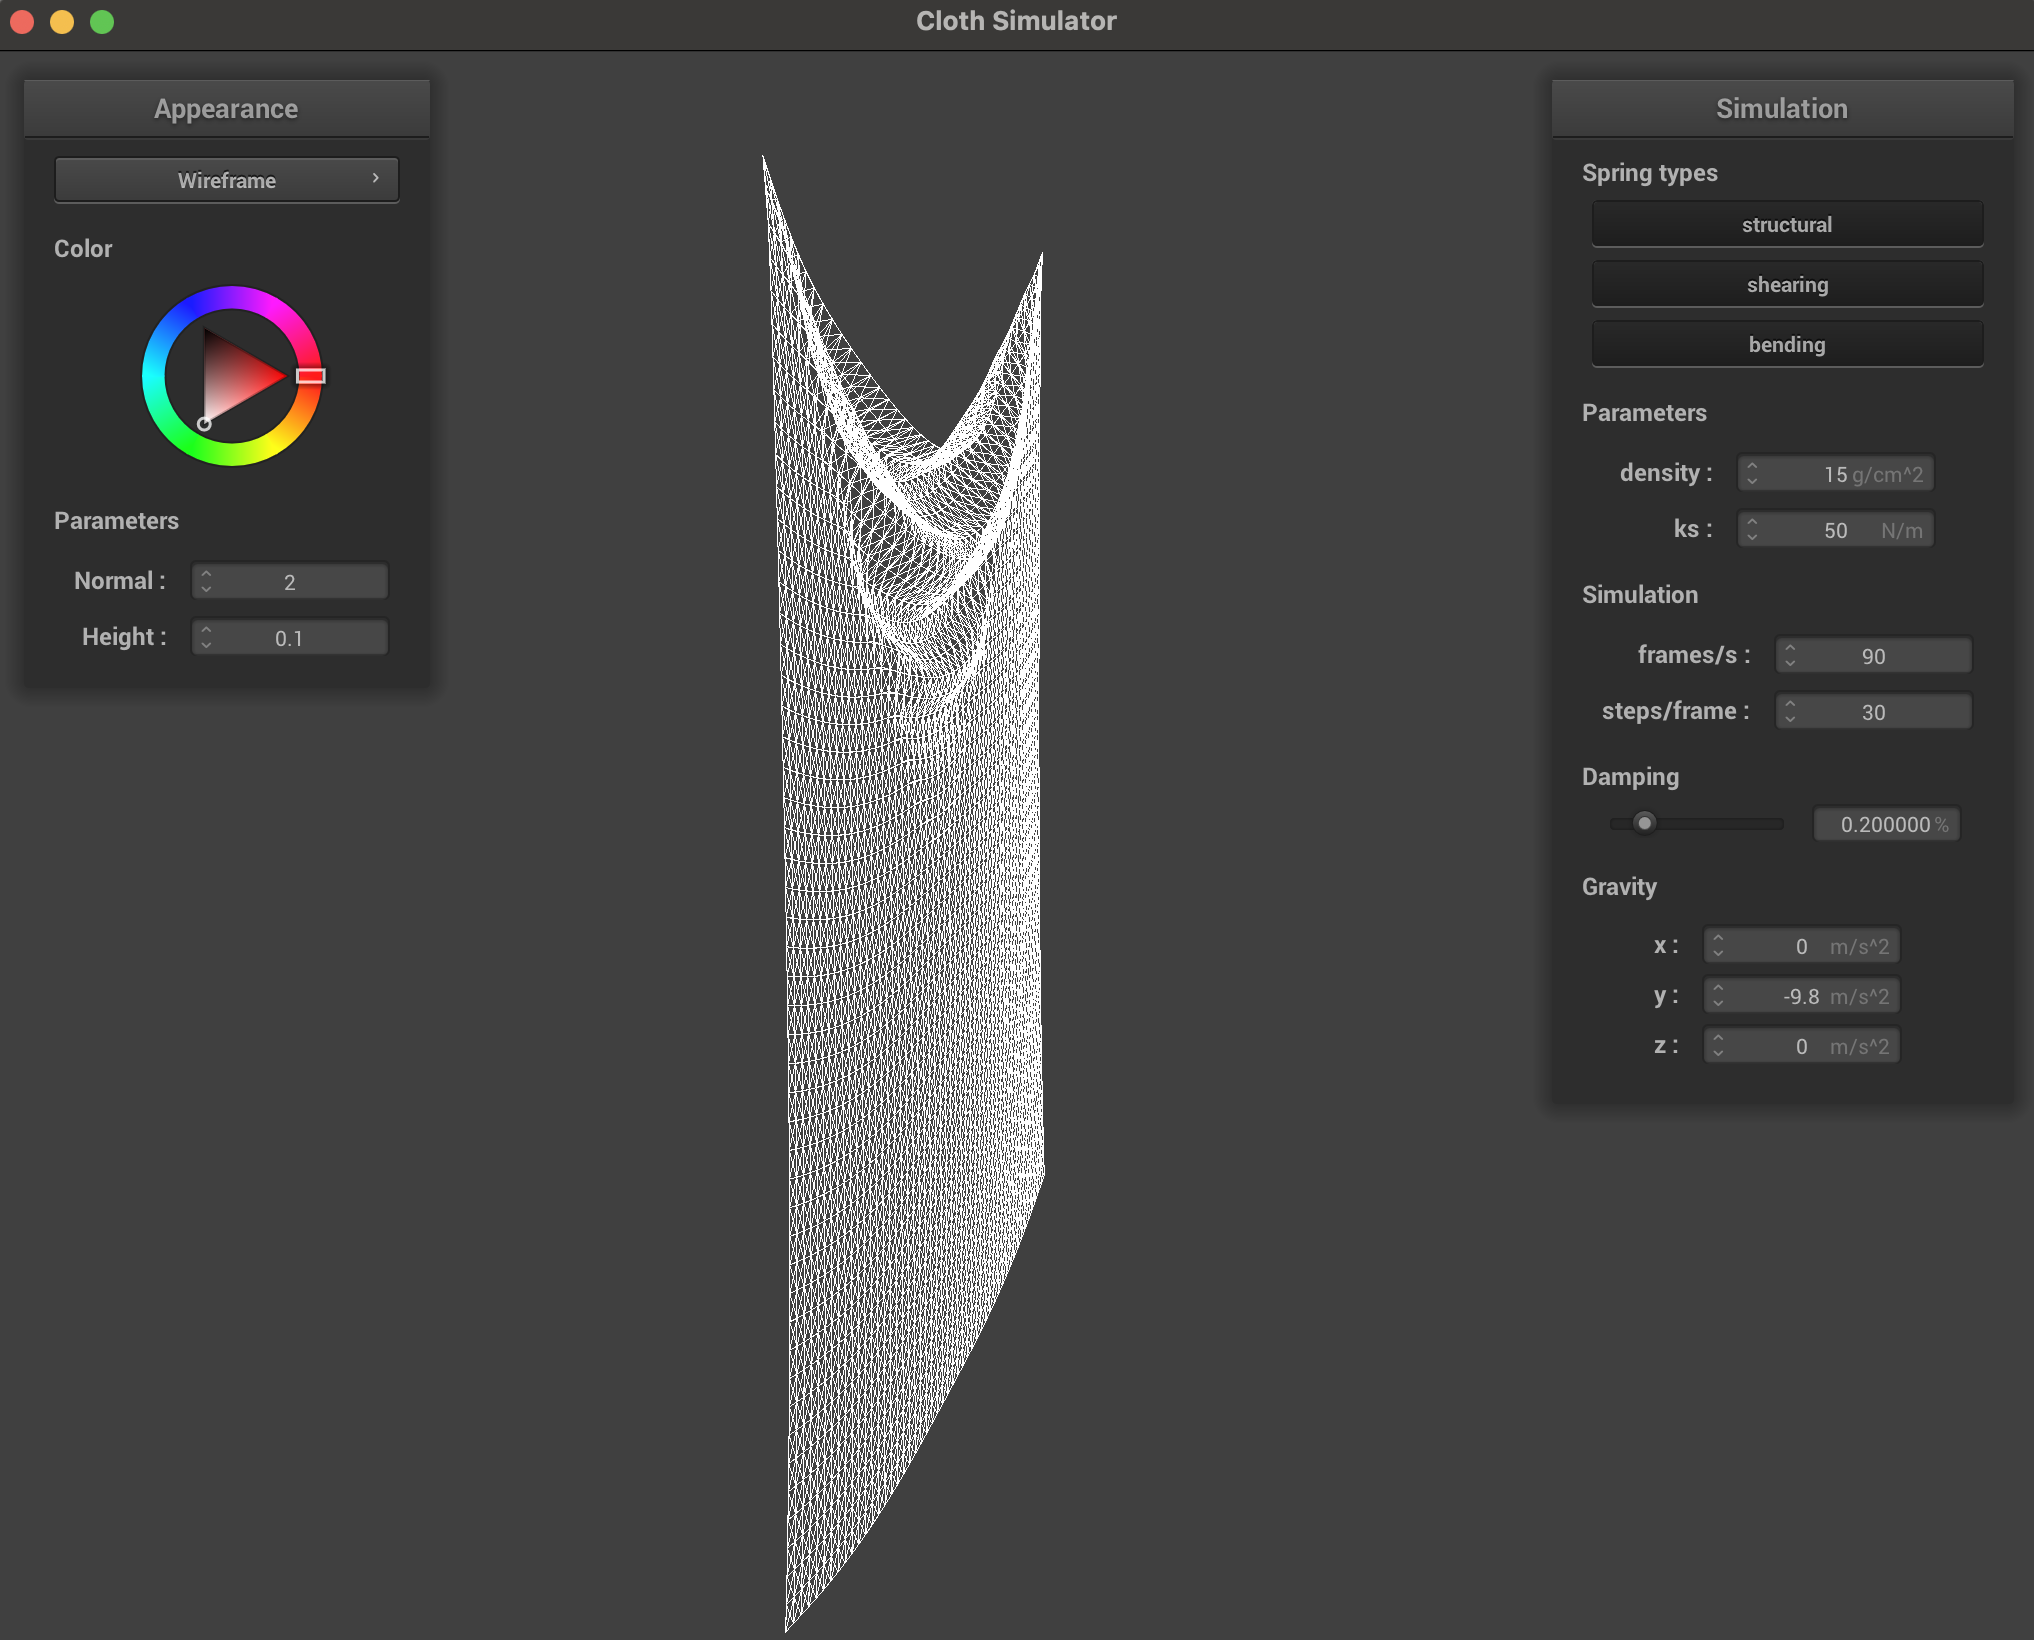 Cloth Simulator
Appearance
Wireframe
Color
Parameters
Normal : 2
Height : 0.1
Simulation
Spring types
structural
shearing
bending
Parameters
density : 15 g/cm^2
ks : 50 N/m
Simulation
frames/s : 90
steps/frame : 30
Damping
0.200000 %
Gravity
x : 0 m/s^2
y : -9.8 m/s^2
z : 0 m/s^2